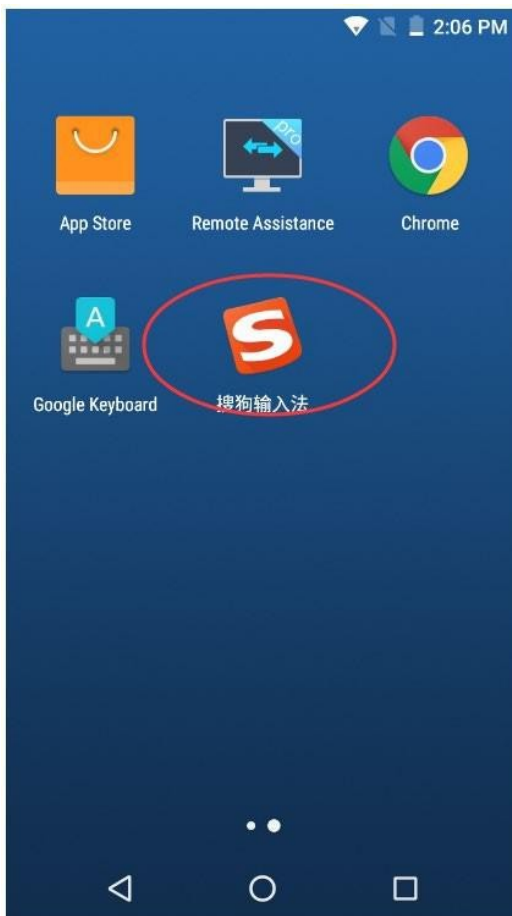 2:06 PM
pro
App Store
Remote Assistance
Chrome
A
Google Keyboard
S
搜狗输入法